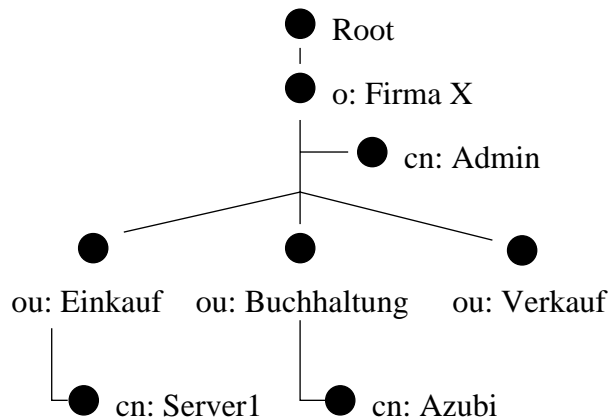 Root
o: Firma X
cn: Admin
ou: Einkauf
ou: Buchhaltung
ou: Verkauf
cn: Server1
cn: Azubi